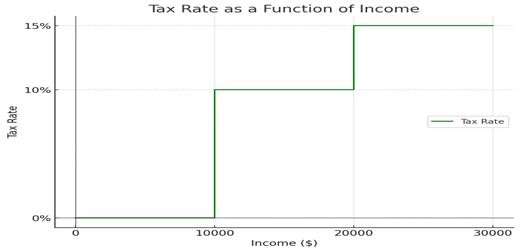 Tax Rate as a Function of Income
15%
10%
0%
Tax Rate
Tax Rate
0
10000
20000
30000
Income ($)